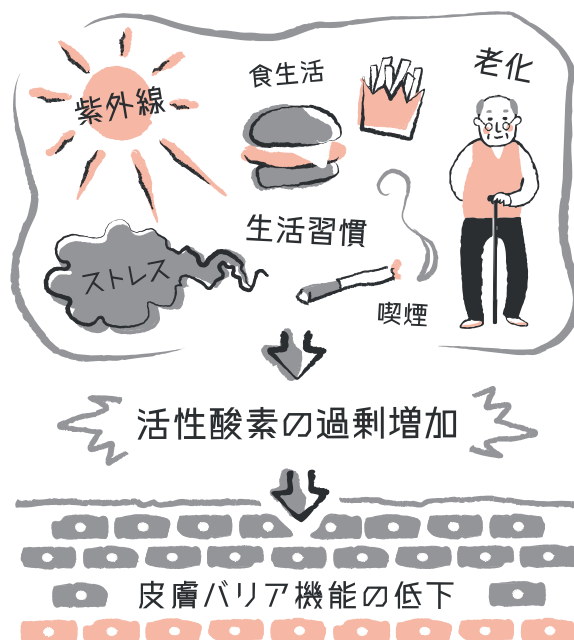 紫外線
食生活
老化
生活習慣
ストレス
喫煙
活性酸素の過剰増加
皮膚バリア機能の低下